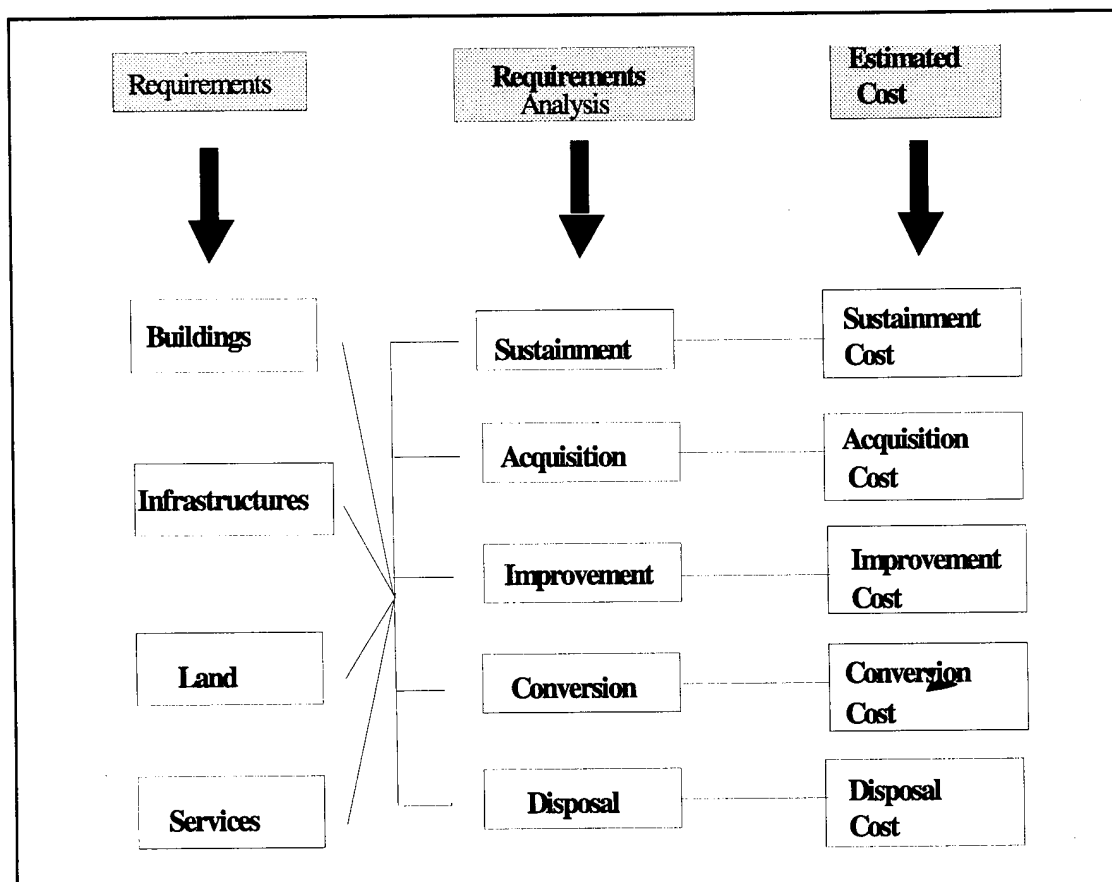 Requirements
Requirements
Analysis
Estimated
Cost
Buildings
Infrastructures
Land
Services
Sustainment
Acquisition
Improvement
Conversion
Disposal
Sustainment
Cost
Acquisition
Cost
Improvement
Cost
Conversion
Cost
Disposal
Cost